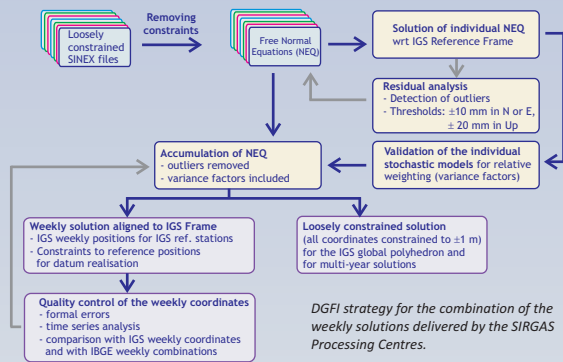 Removing
constraints
Loosely
constrained
SINEX files
Free Normal
Equations (NEQ)
Solution of individual NEQ
wrt IGS Reference Frame
Residual analysis
- Detection of outliers
- Thresholds: ±10 mm in N or E,
± 20 mm in Up
Accumulation of NEQ
- outliers removed
- variance factors included
Validation of the individual
stochastic models for relative
weighting (variance factors)
Weekly solution aligned to IGS Frame
- IGS weekly positions for IGS ref. stations
- Constraints to reference positions
for datum realisation
Loosely constrained solution
(all coordinates constrained to ±1 m)
for the IGS global polyhedron and
for multi-year solutions
Quality control of the weekly coordinates
- formal errors
- time series analysis
- comparison with IGS weekly coordinates
and with IBGE weekly combinations
DGFI strategy for the combination of the
weekly solutions delivered by the SIRGAS
Processing Centres.